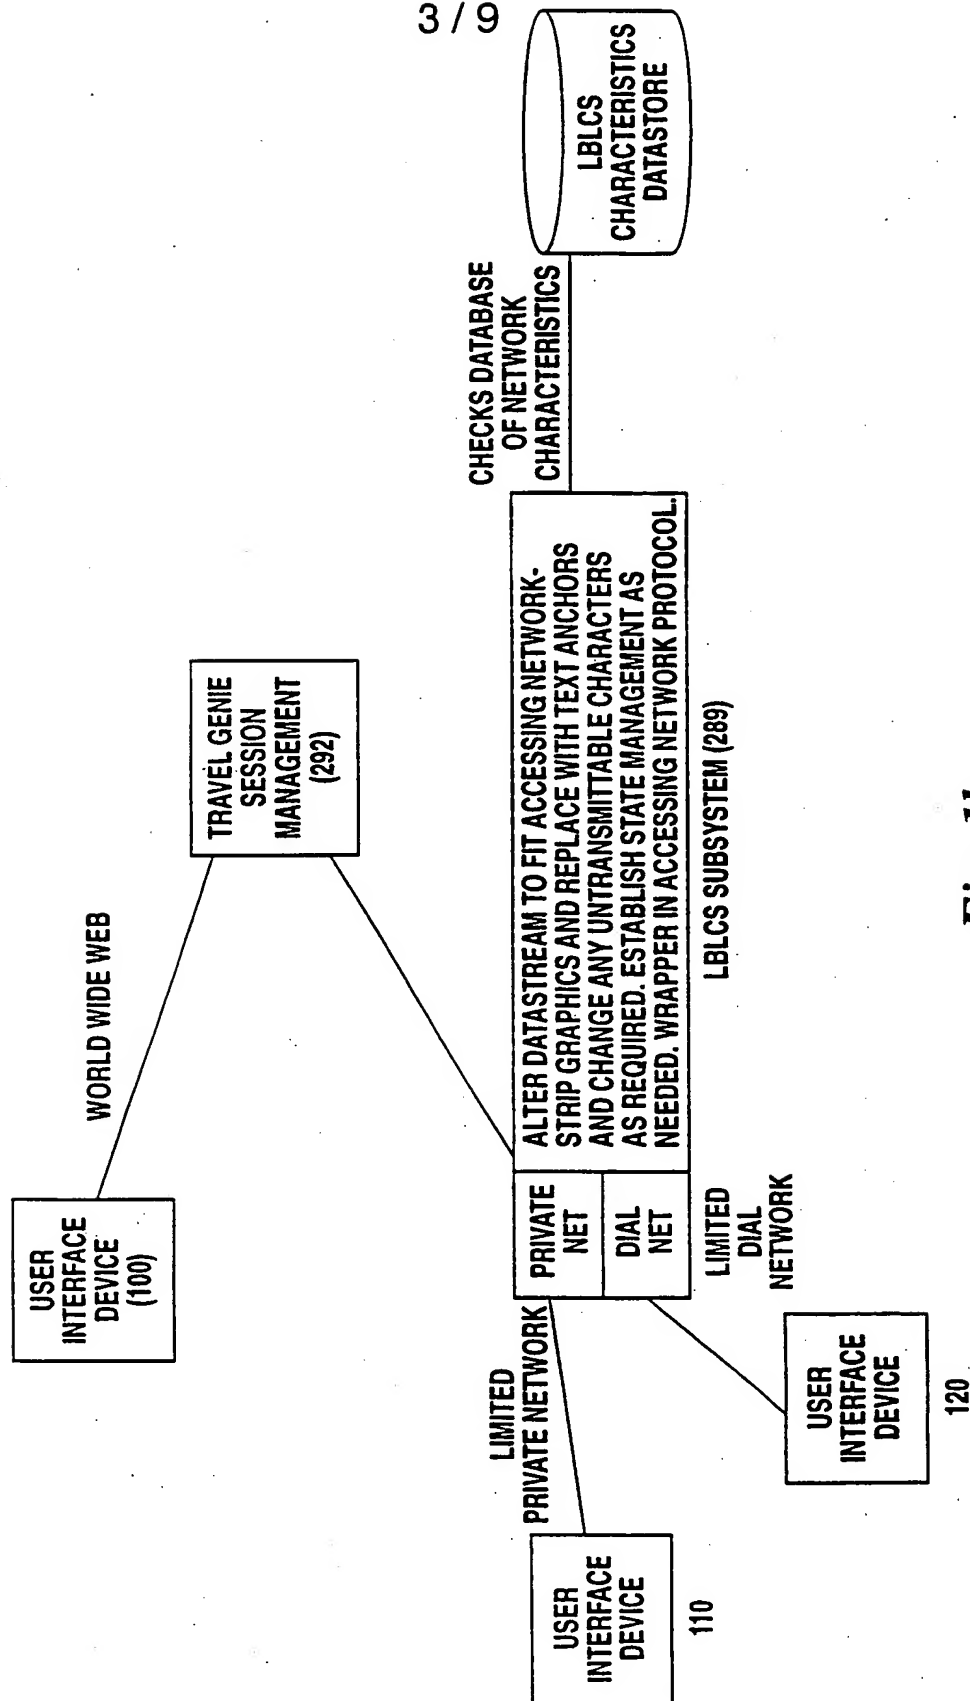 3 / 9
USER
INTERFACE
DEVICE
(100)
WORLD WIDE WEB
TRAVEL GENIE
SESSION
MANAGEMENT
(292)
USER
INTERFACE
DEVICE
110
LIMITED
PRIVATE NETWORK
USER
INTERFACE
DEVICE
120
LIMITED
DIAL
NETWORK
PRIVATE
NET
DIAL
NET
ALTER DATASTREAM TO FIT ACCESSING NETWORK-
STRIP GRAPHICS AND REPLACE WITH TEXT ANCHORS
AND CHANGE ANY UNTRANSMITTABLE CHARACTERS
AS REQUIRED. ESTABLISH STATE MANAGEMENT AS
NEEDED. WRAPPER IN ACCESSING NETWORK PROTOCOL.
LBLCS SUBSYSTEM (289)
CHECKS DATABASE
OF NETWORK
CHARACTERISTICS
LBLCS
CHARACTERISTICS
DATASTORE